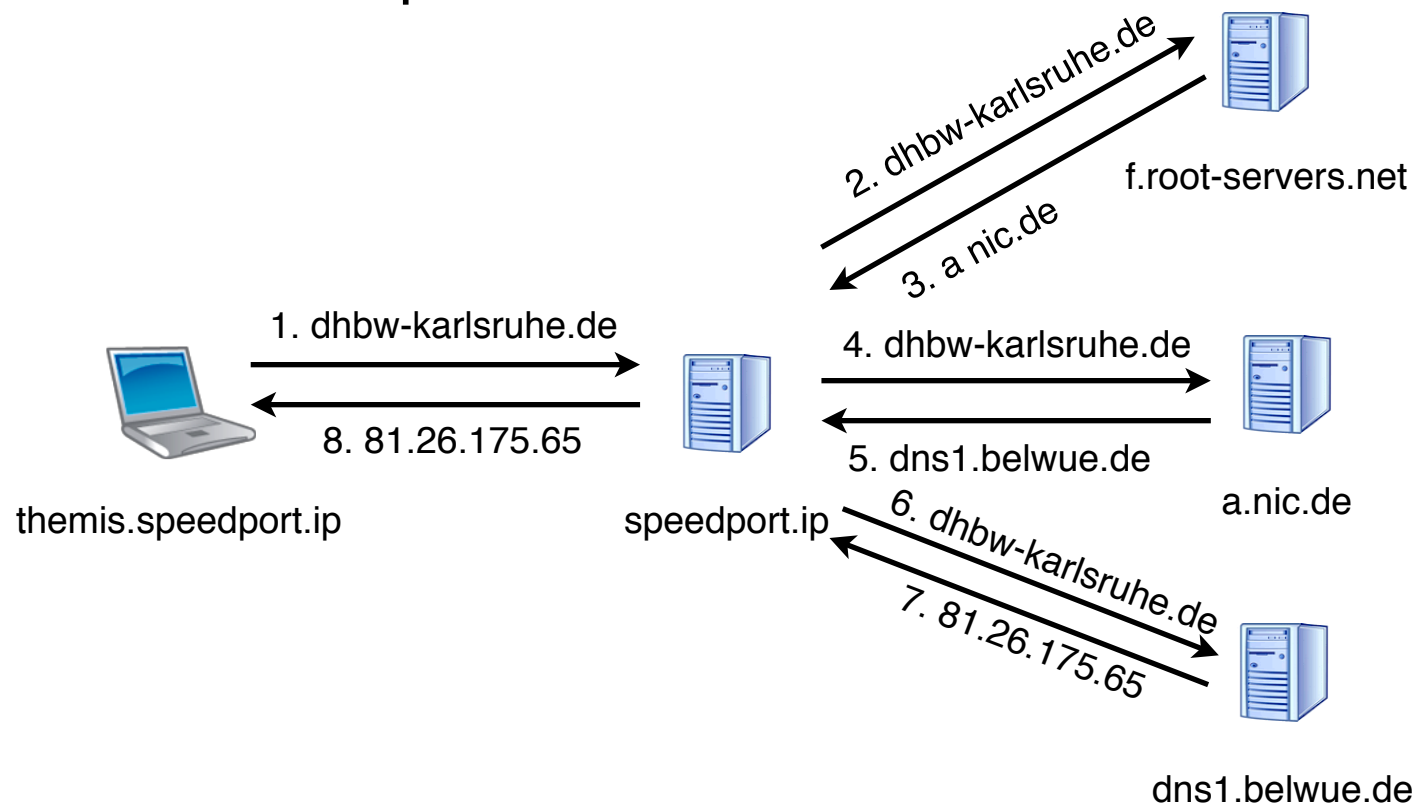 2. dhbw-karlsruhe.de
f.root-servers.net
3. a nic.de
1. dhbw-karlsruhe.de
4. dhbw-karlsruhe.de
8. 81.26.175.65
5. dns1.belwue.de
themis.speedport.ip
speedport.ip
a.nic.de
6. dhbw-karlsruhe.de
7. 81.26.175.65
dns1.belwue.de